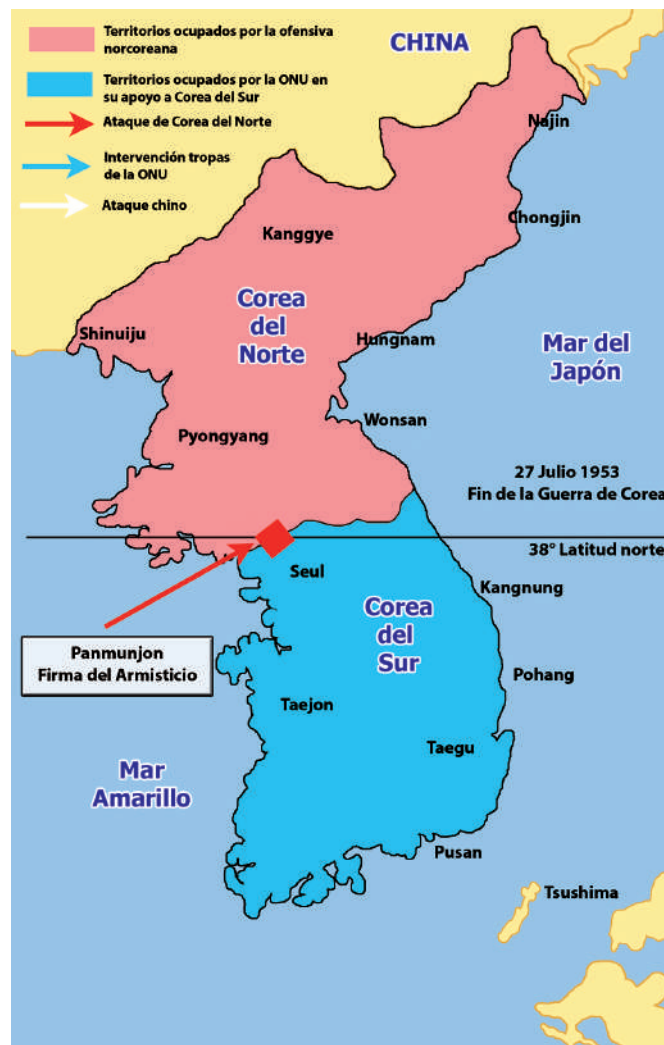 Territorios ocupados por la ofensiva
norcoreana
Territorios ocupados por la ONU en
su apoyo a Corea del Sur
Ataque de Corea del Norte
Intervención tropas
de la ONU
Ataque chino
CHINA
Najin
Chongjin
Kanggye
Corea
del
Norte
Shinuiju
Hungnam
Mar del
Japón
Wonsan
Pyongyang
27 Julio 1953
Fin de la Guerra de Corea
38° Latitud norte
Seul
Kangnung
Corea
del
Sur
Panmunjon
Firma del Armisticio
Pohang
Taejon
Taegu
Mar
Amarillo
Pusan
Tsushima